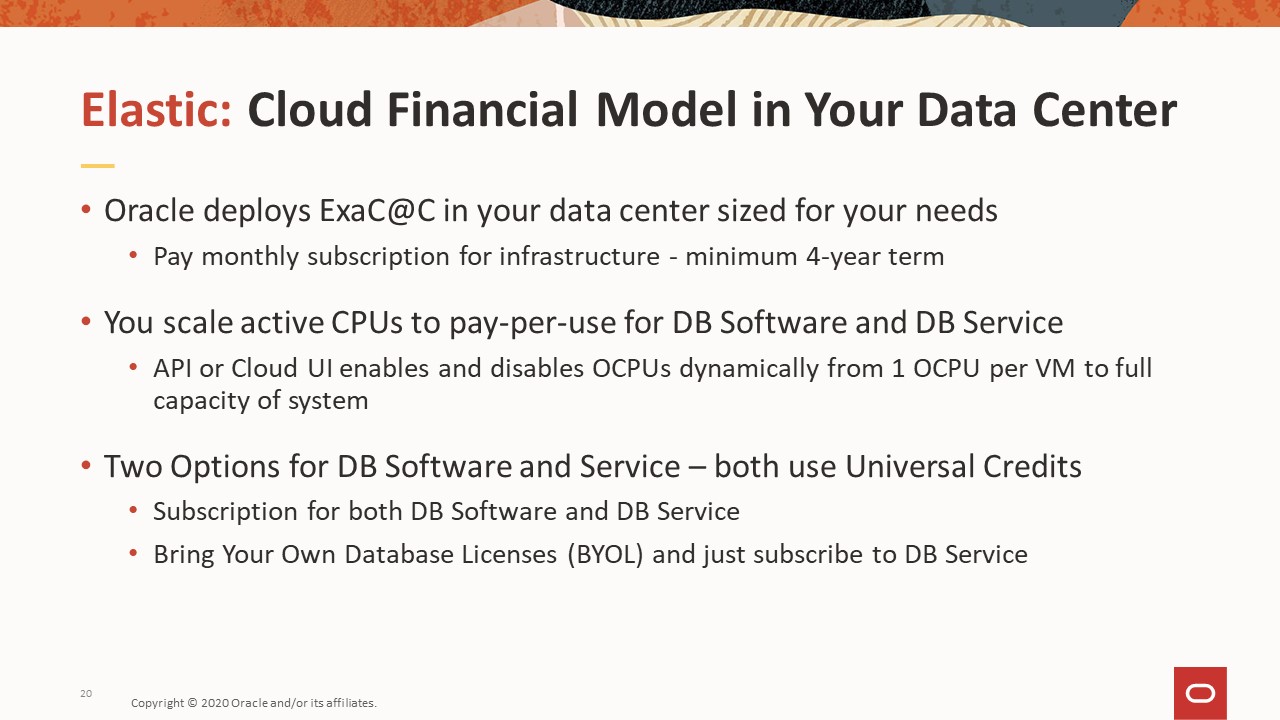 Elastic: Cloud Financial Model in Your Data Center
• Oracle deploys ExaC@C in your data center sized for your needs
• Pay monthly subscription for infrastructure - minimum 4-year term
• You scale active CPUs to pay-per-use for DB Software and DB Service
• API or Cloud UI enables and disables OCPUs dynamically from 1 OCPU per VM to full
capacity of system
• Two Options for DB Software and Service – both use Universal Credits
• Subscription for both DB Software and DB Service
• Bring Your Own Database Licenses (BYOL) and just subscribe to DB Service
20
Copyright © 2020 Oracle and/or its affiliates.